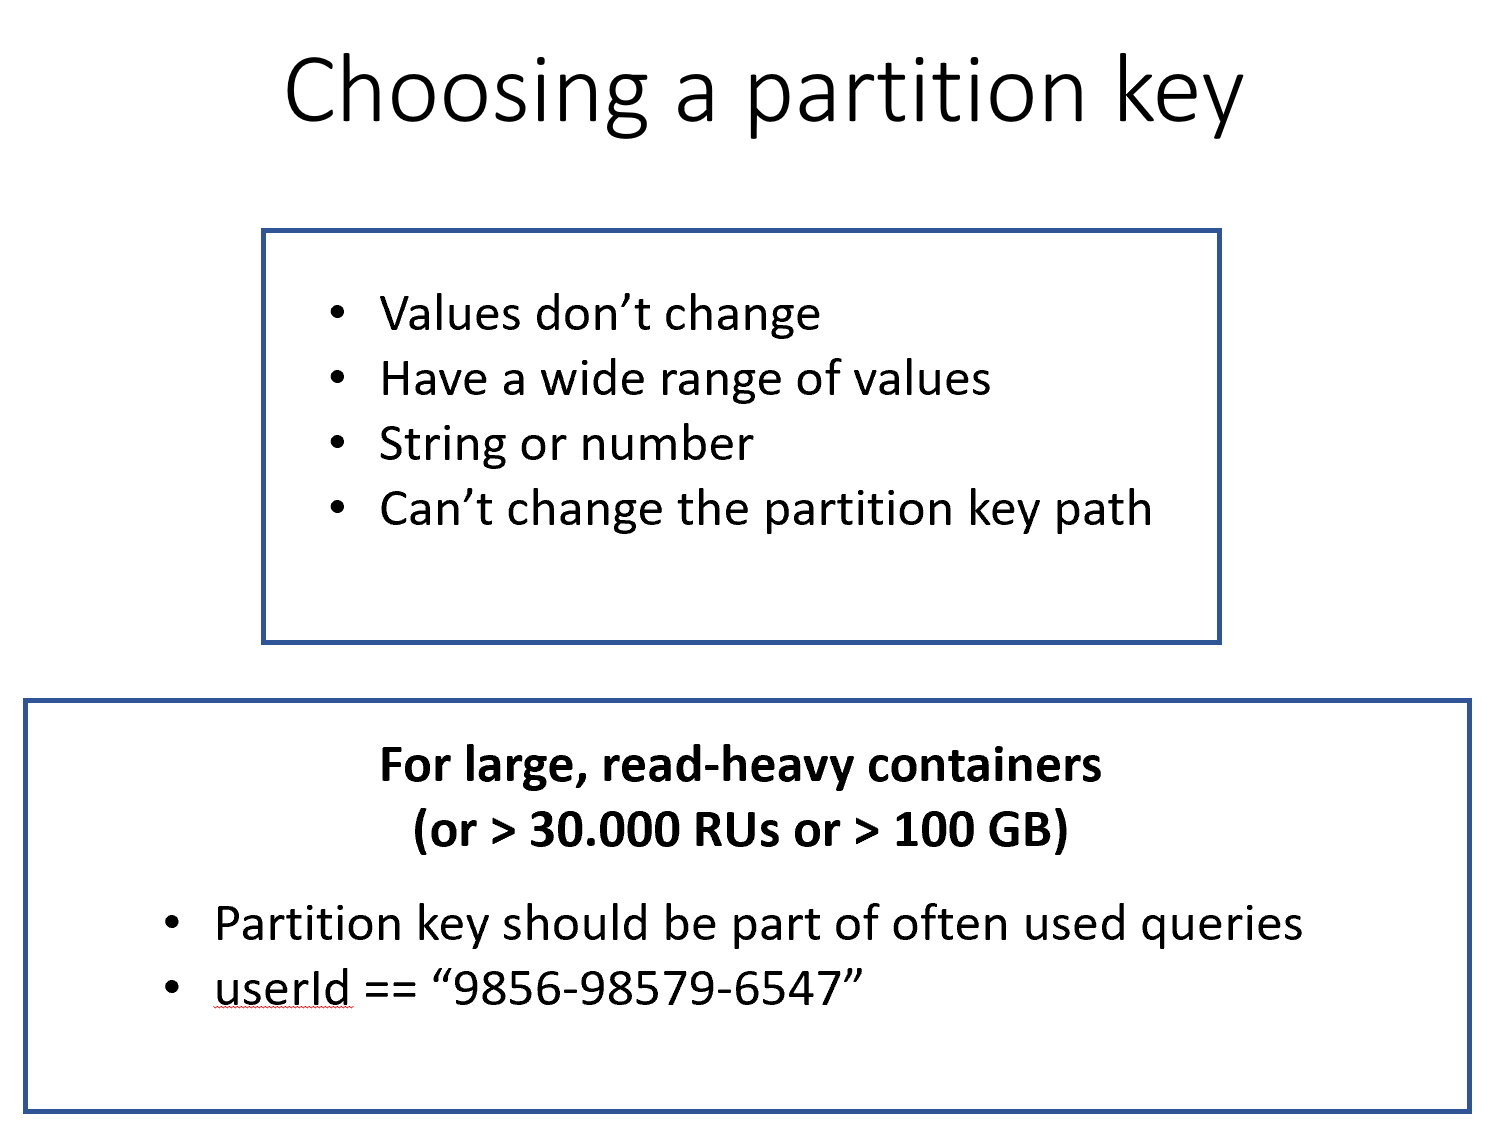 Choosing a partition key
• Values don’t change
• Have a wide range of values
• String or number
• Can’t change the partition key path
For large, read-heavy containers
(or > 30.000 RUs or > 100 GB)
• Partition key should be part of often used queries
• userId == “9856-98579-6547”